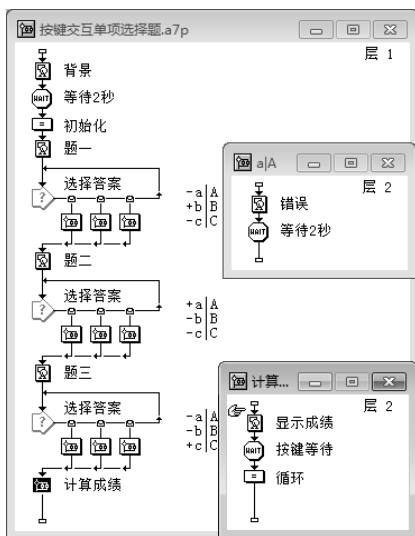 按键交互单项选择题.a7p
层 1
背景
WAIT 等待2秒
= 初始化
题一
选择答案
?
-a|A
+b|B
-c|C
题二
选择答案
?
+a|A
-b|B
-c|C
题三
选择答案
?
-a|A
-b|B
+c|C
计算成绩
a|A
层 2
错误
WAIT 等待2秒
计算...
层 2
显示成绩
WAIT 按键等待
= 循环